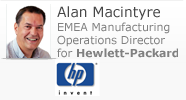 Alan Macintyre
EMEA Manufacturing
Operations Director
for Hewlett-Packard
hp
invent